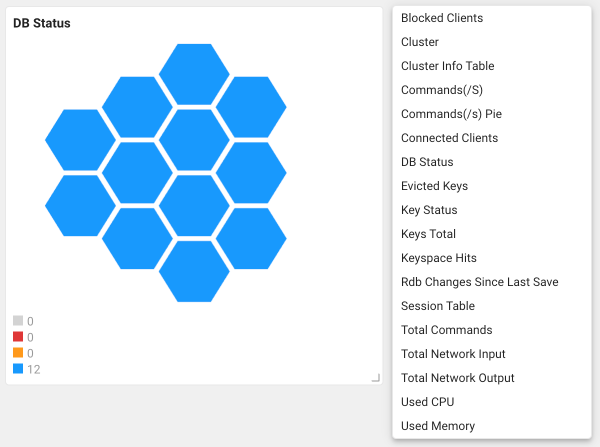 DB Status
0
0
0
12
Blocked Clients
Cluster
Cluster Info Table
Commands(/S)
Commands(/s) Pie
Connected Clients
DB Status
Evicted Keys
Key Status
Keys Total
Keyspace Hits
Rdb Changes Since Last Save
Session Table
Total Commands
Total Network Input
Total Network Output
Used CPU
Used Memory